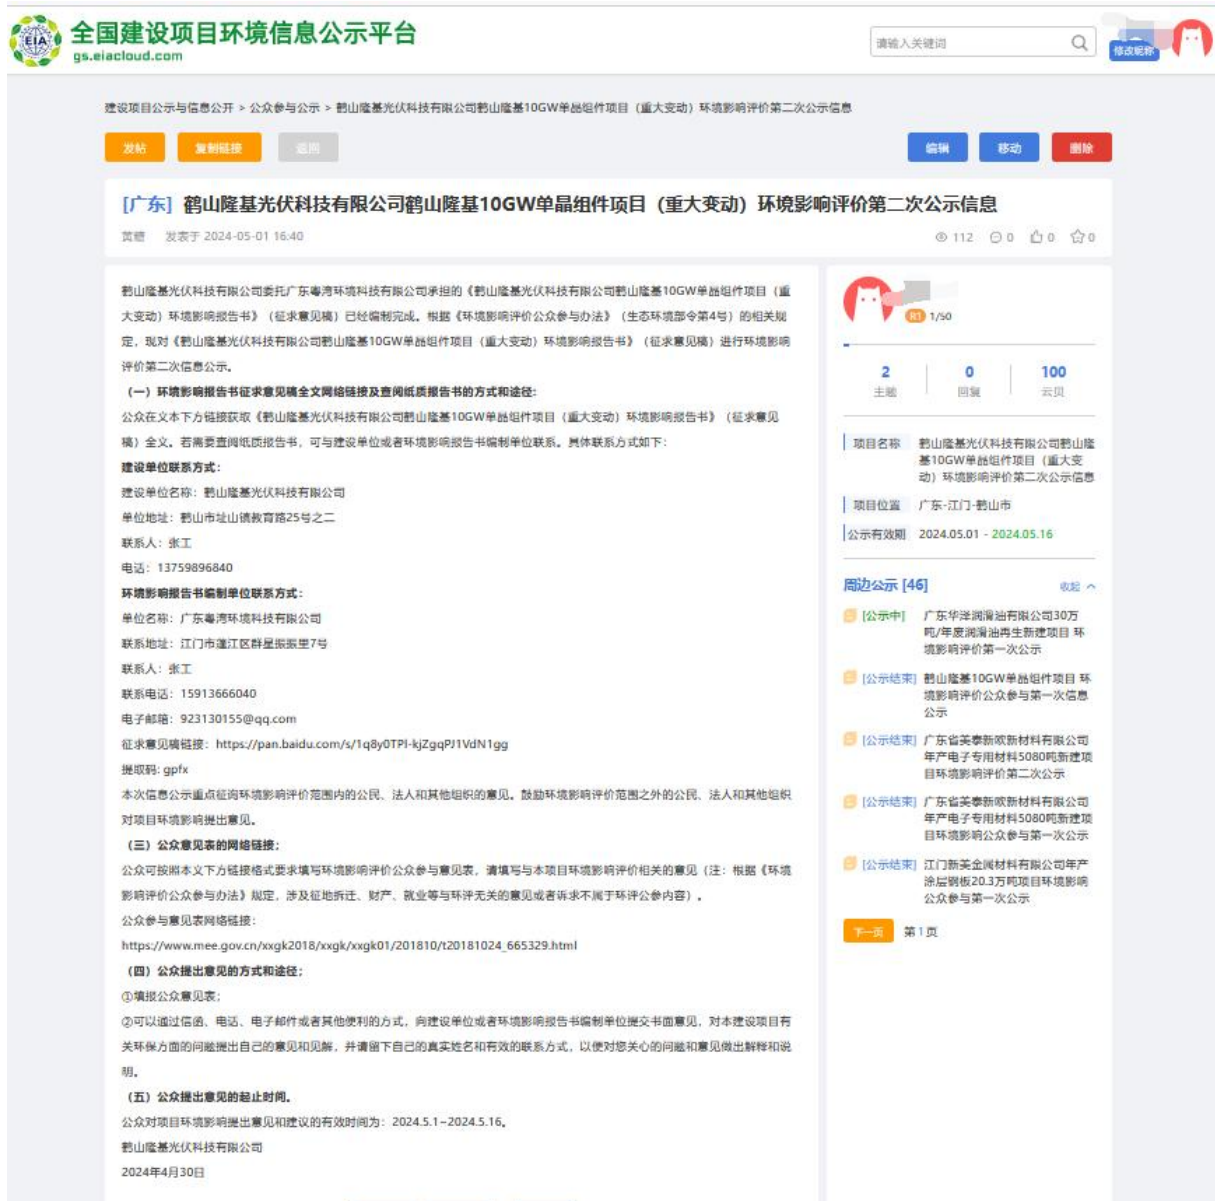 全国建设项目环境信息公示平台
gs.eiacloud.com
请输入关键词
修改昵称
建设项目公示与信息公开 > 公众参与公示 > 鹤山隆基光伏科技有限公司鹤山隆基10GW单晶组件项目（重大变动）环境影响评价第二次公示信息
发帖 复制链接 返回
编辑 移动 删除
[广东] 鹤山隆基光伏科技有限公司鹤山隆基10GW单晶组件项目（重大变动）环境影响评价第二次公示信息
发表于 2024-05-01 16:40
112 0 0 0
鹤山隆基光伏科技有限公司委托广东粤湾环境科技有限公司承担的《鹤山隆基光伏科技有限公司鹤山隆基10GW单晶组件项目（重
大变动）环境影响报告书》（征求意见稿）已经编制完成。根据《环境影响评价公众参与办法》（生态环境部令第4号）的相关规
定，现对《鹤山隆基光伏科技有限公司鹤山隆基10GW单晶组件项目（重大变动）环境影响报告书》（征求意见稿）进行环境影响
评价第二次信息公示。
（一）环境影响报告书征求意见稿全文网络链接及查阅纸质报告书的方式和途径:
公众在文本下方链接获取《鹤山隆基光伏科技有限公司鹤山隆基10GW单晶组件项目（重大变动）环境影响报告书》（征求意见
稿）全文。若需要查阅纸质报告书，可与建设单位或者环境影响报告书编制单位联系。具体联系方式如下：
建设单位联系方式：
建设单位名称：鹤山隆基光伏科技有限公司
单位地址：鹤山市址山镇教育路25号之二
联系人：张工
电话：13759896840
环境影响报告书编制单位联系方式：
单位名称：广东粤湾环境科技有限公司
联系地址：江门市蓬江区群星振振里7号
联系人：张工
联系电话：15913666040
电子邮箱：923130155@qq.com
征求意见稿链接：https://pan.baidu.com/s/1q8y0TPl-kjZgqPJ1VdN1gg
提取码: gpfx
本次信息公示重点征询环境影响评价范围内的公民、法人和其他组织的意见。鼓励环境影响评价范围之外的公民、法人和其他组织
对项目环境影响提出意见。
（三）公众意见表的网络链接；
公众可按照本文下方链接格式要求填写环境影响评价公众参与意见表，请填写与本项目环境影响评价相关的意见（注：根据《环境
影响评价公众参与办法》规定，涉及征地拆迁、财产、就业等与环评无关的意见或者诉求不属于环评公参内容）。
公众参与意见表网络链接：
https://www.mee.gov.cn/xxgk2018/xxgk/xxgk01/201810/t20181024_665329.html
（四）公众提出意见的方式和途径；
①填报公众意见表；
②可以通过信函、电话、电子邮件或者其他便利的方式，向建设单位或者环境影响报告书编制单位提交书面意见，对本建设项目有
关环保方面的问题提出自己的意见和见解，并请留下自己的真实姓名和有效的联系方式，以便对您关心的问题和意见做出解释和说
明。
（五）公众提出意见的起止时间。
公众对项目环境影响提出意见和建议的有效时间为：2024.5.1~2024.5.16。
鹤山隆基光伏科技有限公司
2024年4月30日
R1 1/50
2 0 100
主题 回复 云贝
项目名称 鹤山隆基光伏科技有限公司鹤山隆
基10GW单晶组件项目（重大变
动）环境影响评价第二次公示信息
项目位置 广东-江门-鹤山市
公示有效期 2024.05.01 - 2024.05.16
周边公示 [46] 收起
[公示中] 广东华泽润滑油有限公司30万
吨/年废润滑油再生新建项目 环
境影响评价第一次公示
[公示结束] 鹤山隆基10GW单晶组件项目 环
境影响评价公众参与第一次信息
公示
[公示结束] 广东省美泰新欧新材料有限公司
年产电子专用材料5080吨新建项
目环境影响评价第二次公示
[公示结束] 广东省美泰新欧新材料有限公司
年产电子专用材料5080吨新建项
目环境影响公众参与第一次公示
[公示结束] 江门新美金属材料有限公司年产
涂层钢板20.3万吨项目环境影响
公众参与第一次公示
下一页 第1页